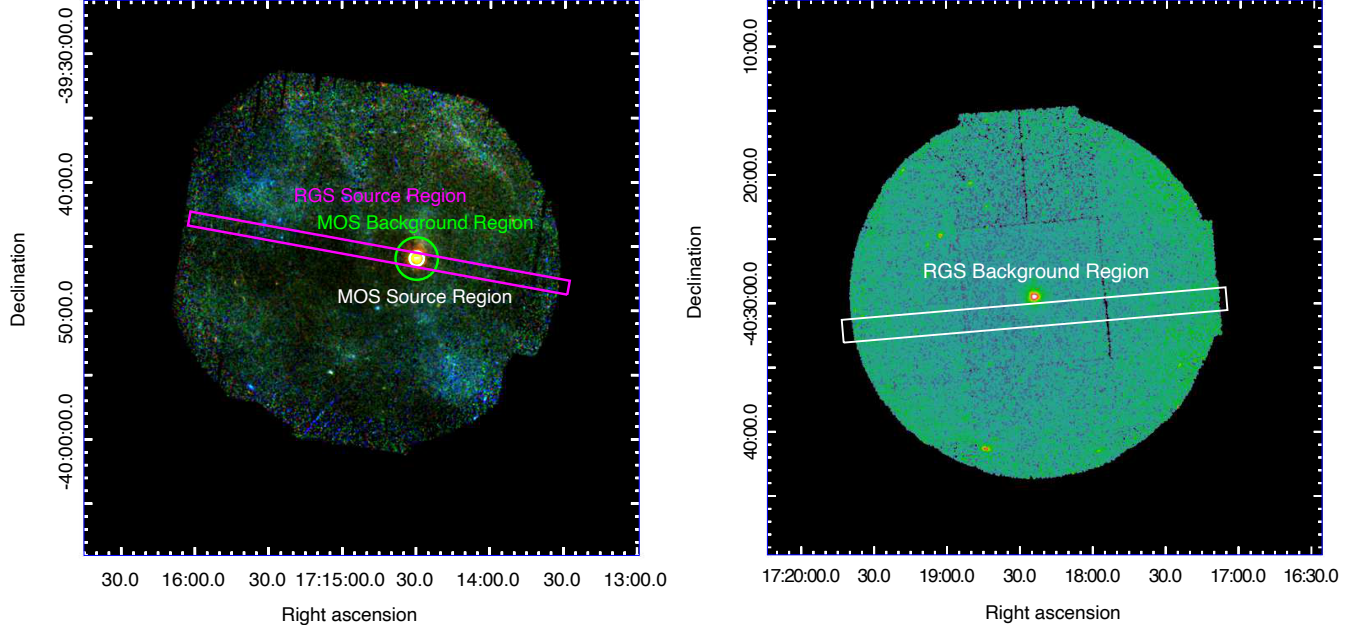 -39:30:00.0
40:00.0
50:00.0
-40:00:00.0
Declination
RGS Source Region
MOS Background Region
MOS Source Region
30.0 16:00.0 30.0 17:15:00.0 30.0 14:00.0 30.0 13:00.0
Right ascension
10:00.0
20:00.0
-40:30:00.0
40:00.0
Declination
RGS Background Region
17:20:00.0 30.0 19:00.0 30.0 18:00.0 30.0 17:00.0 16:30.0
Right ascension